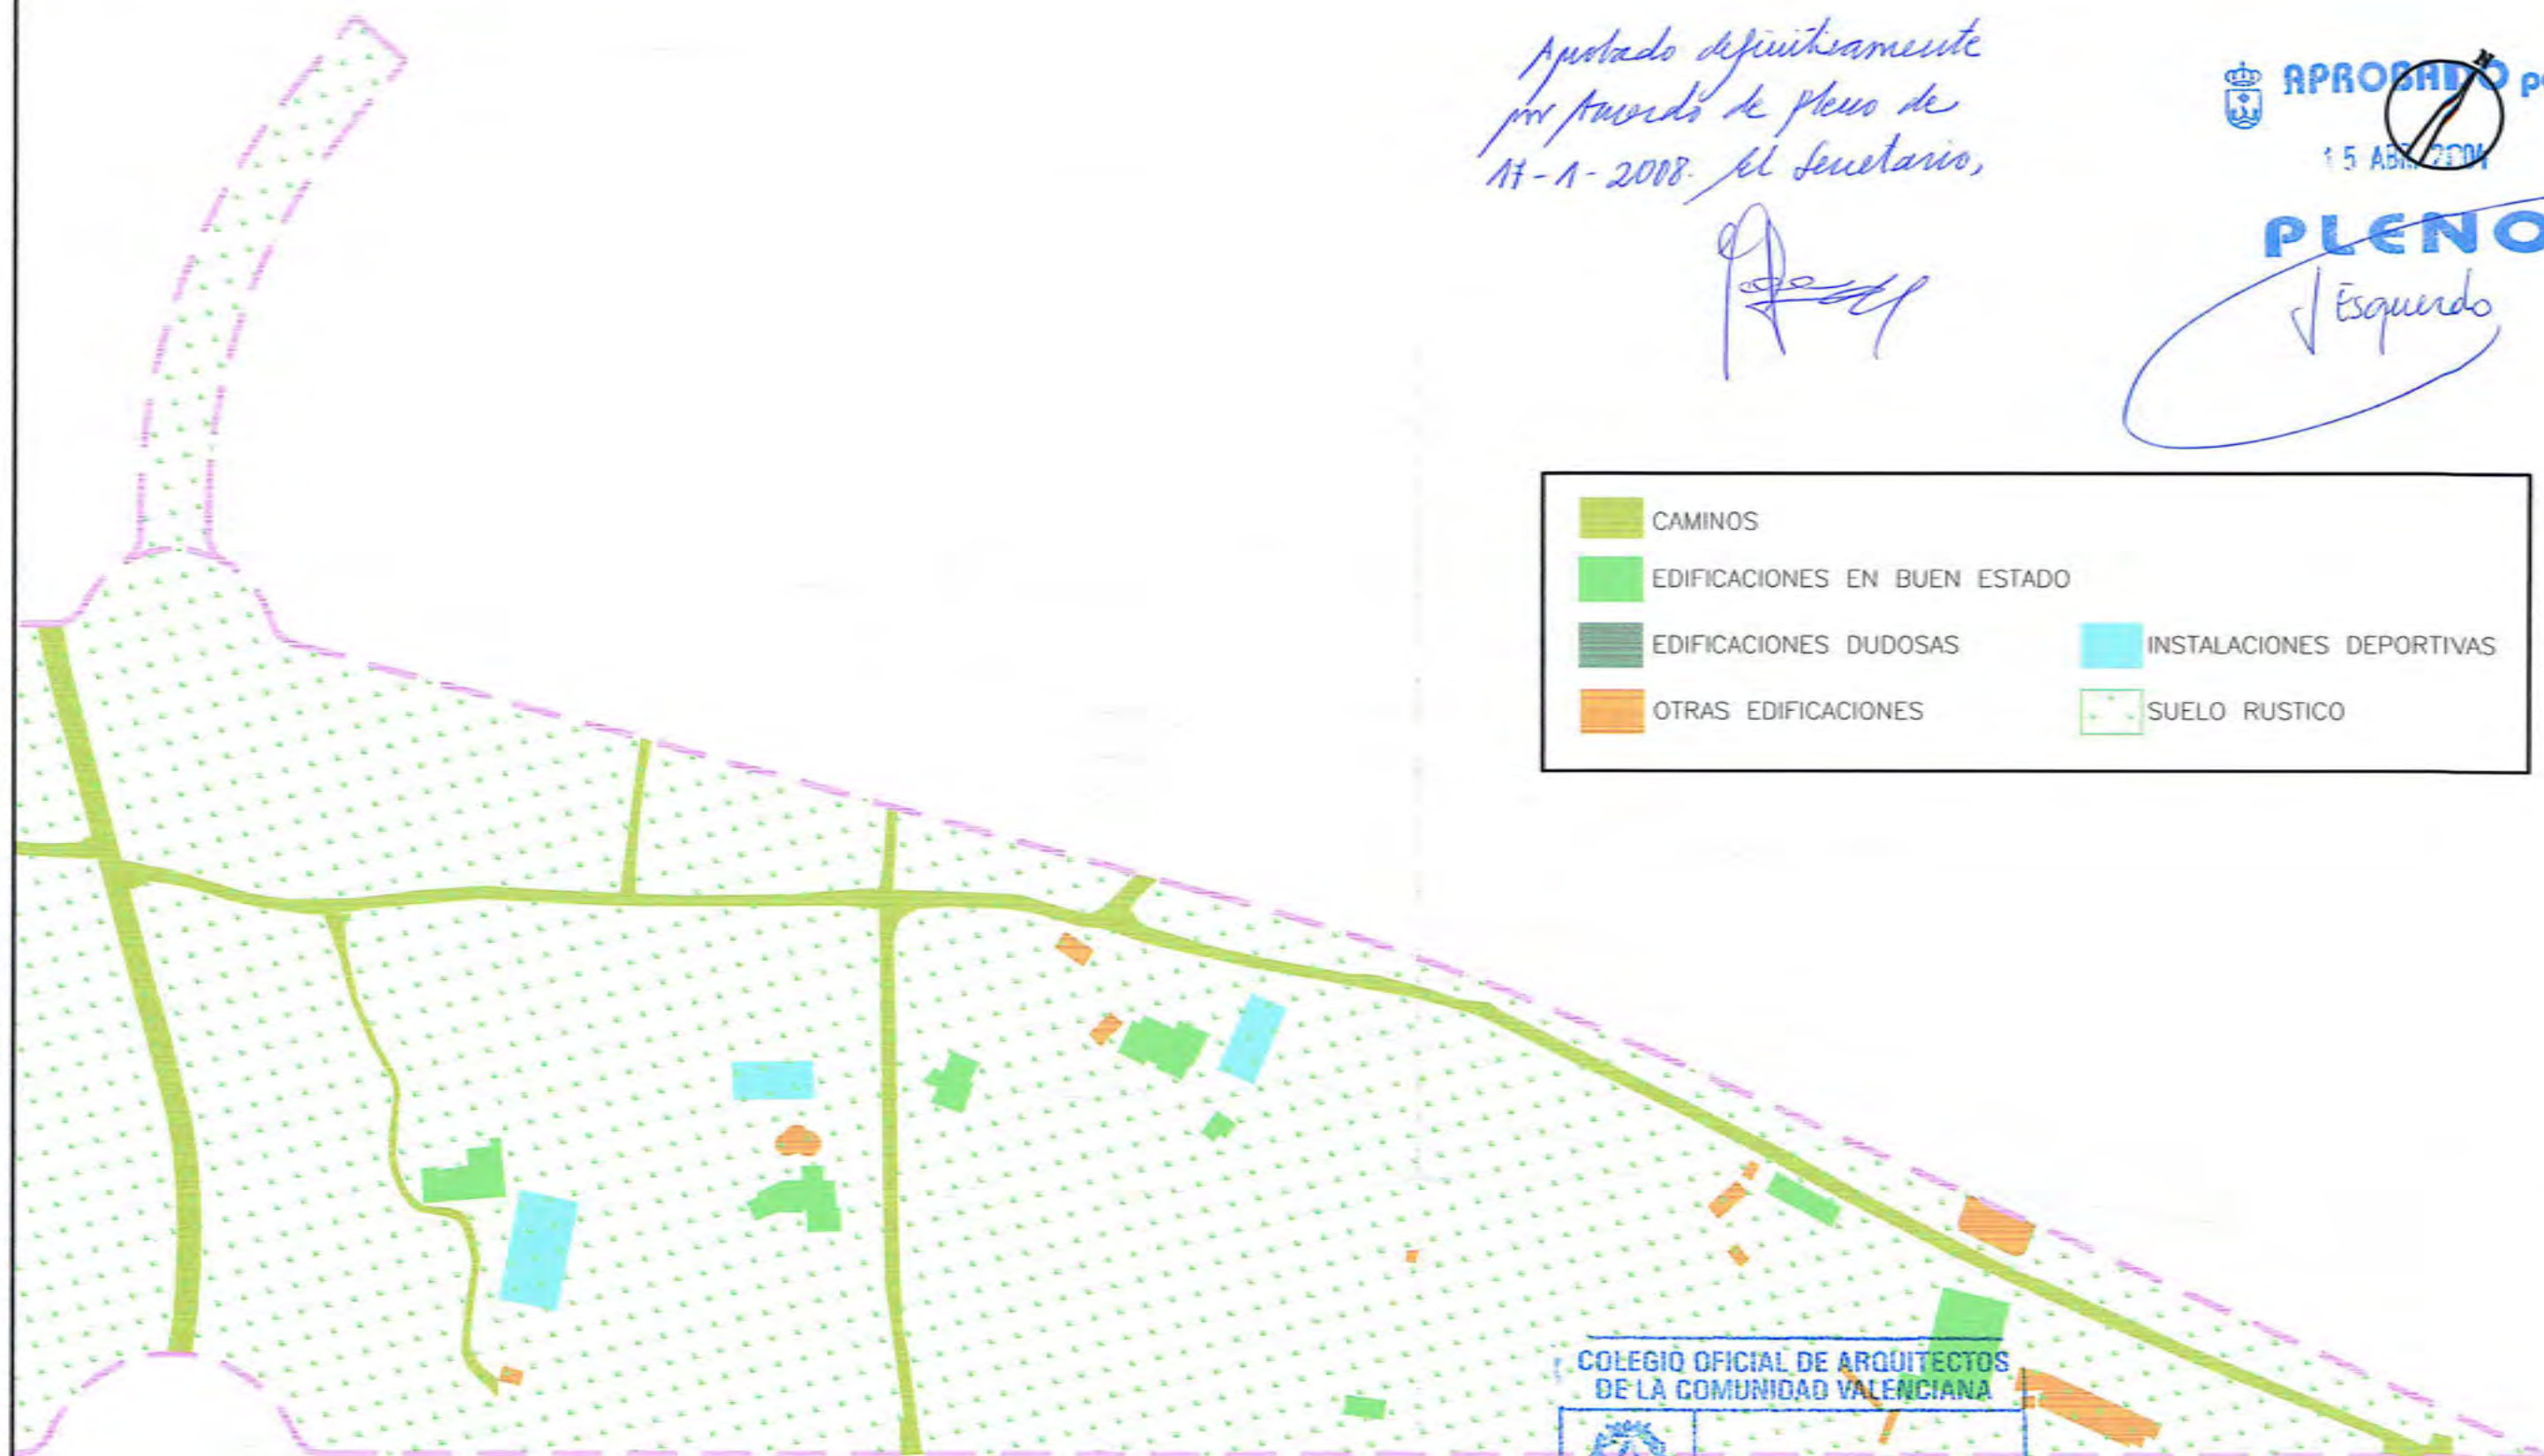 Aprobado definitivamente
por Acuerdo de Pleno de
17-1-2008. El Secretario,
N
APROBADO po
15 ABR. 2004
PLENO
Esquerdo
CAMINOS
EDIFICACIONES EN BUEN ESTADO
EDIFICACIONES DUDOSAS
INSTALACIONES DEPORTIVAS
OTRAS EDIFICACIONES
SUELO RUSTICO
COLEGIO OFICIAL DE ARQUITECTOS
DE LA COMUNIDAD VALENCIANA